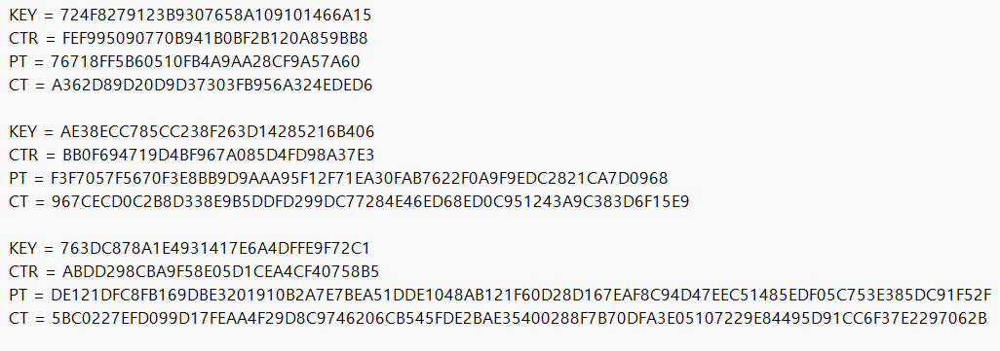 KEY = 724F8279123B9307658A109101466A15
CTR = FEF995090770B941B0BF2B120A859BB8
PT = 76718FF5B60510FB4A9AA28CF9A57A60
CT = A362D89D20D9D37303FB956A324EDED6
KEY = AE38ECC785CC238F263D14285216B406
CTR = BB0F694719D4BF967A085D4FD98A37E3
PT = F3F7057F5670F3E8BB9D9AAA95F12F71EA30FAB7622F0A9F9EDC2821CA7D0968
CT = 967CECD0C2B8D338E9B5DDFD299DC77284E46ED68ED0C951243A9C383D6F15E9
KEY = 763DC878A1E4931417E6A4DFFE9F72C1
CTR = ABDD298CBA9F58E05D1CEA4CF40758B5
PT = DE121DFC8FB169DBE3201910B2A7E7BEA51DDE1048AB121F60D28D167EAF8C94D47EEC51485EDF05C753E385DC91F52F
CT = 5BC0227EFD099D17FEAA4F29D8C9746206CB545FDE2BAE35400288F7B70DFA3E05107229E84495D91CC6F37E2297062B